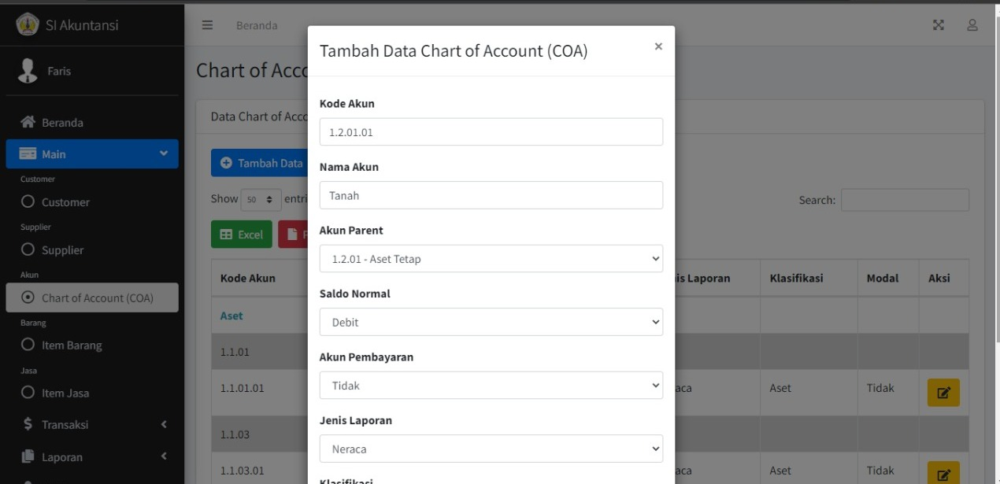 SI Akuntansi
Beranda
Faris
Beranda
Main
Customer
Customer
Supplier
Supplier
Akun
Chart of Account (COA)
Barang
Item Barang
Jasa
Item Jasa
Transaksi
Laporan
Chart of Acco
Data Chart of Acco
Tambah Data
Show 50 entri
Search:
Excel
Kode Akun
is Laporan
Klasifikasi
Modal
Aksi
Aset
1.1.01
1.1.01.01
aca
Aset
Tidak
1.1.03
1.1.03.01
aca
Aset
Tidak
Tambah Data Chart of Account (COA)
×
Kode Akun
1.2.01.01
Nama Akun
Tanah
Akun Parent
1.2.01 - Aset Tetap
Saldo Normal
Debit
Akun Pembayaran
Tidak
Jenis Laporan
Neraca
Klasifikasi